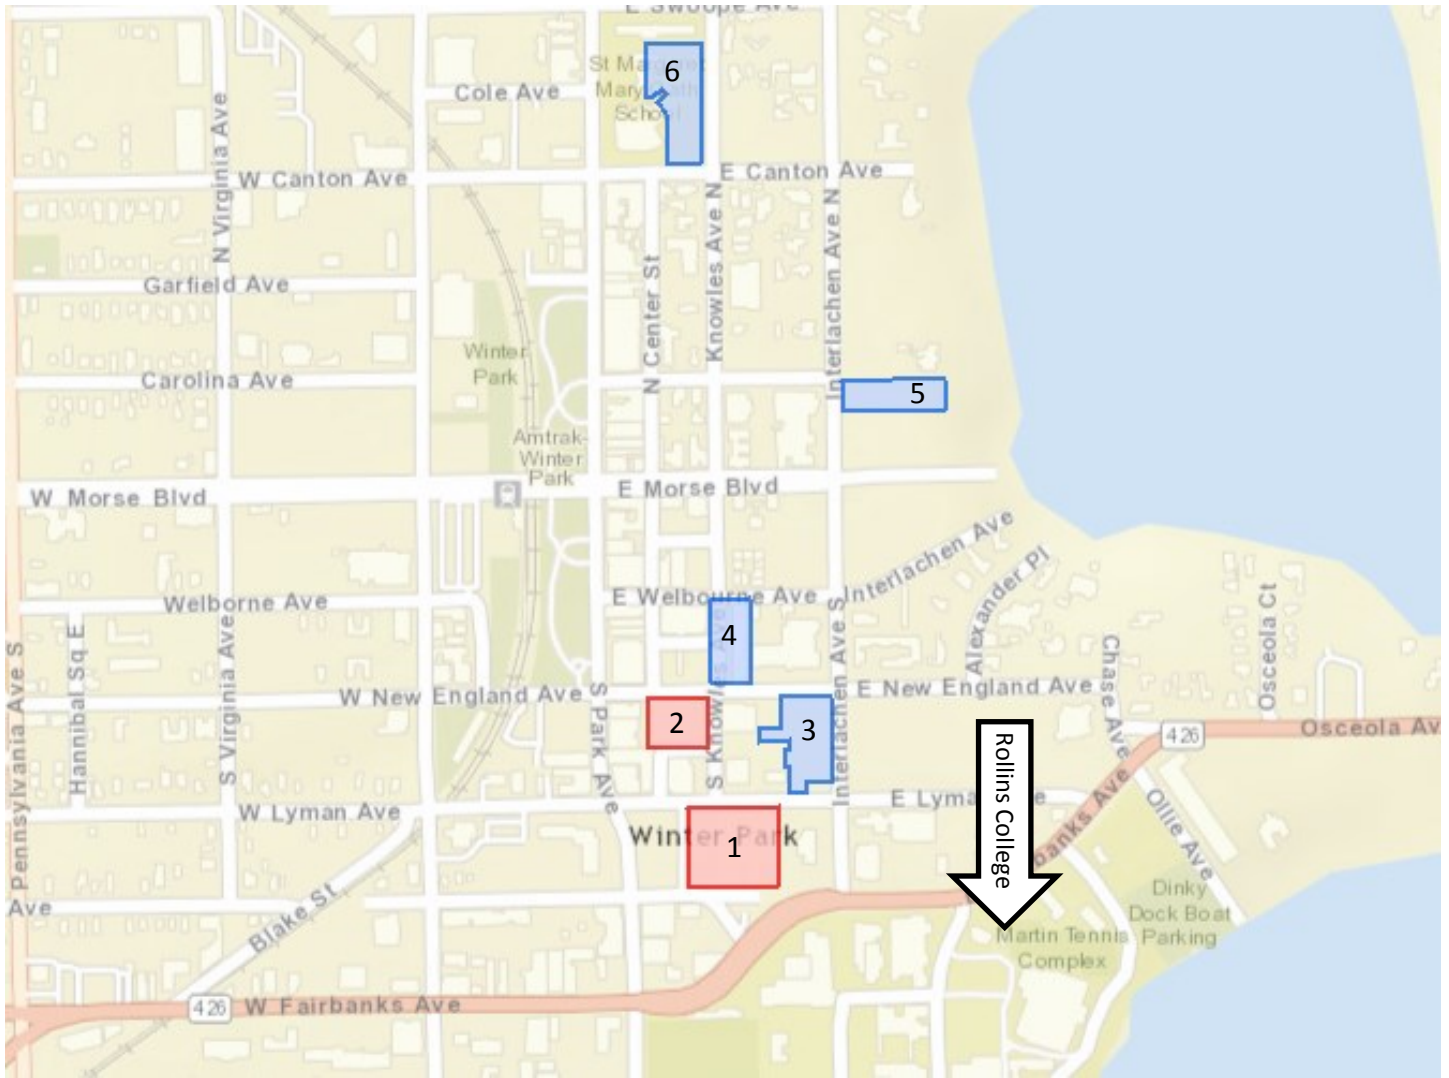 E Swoope Ave
St Margaret
Mary Cath
School
6
Cole Ave
N Virginia Ave
W Canton Ave
E Canton Ave
Knowles Ave N
Interlachen Ave N
N Center St
Garfield Ave
Winter
Park
Carolina Ave
5
Amtrak-
Winter
Park
W Morse Blvd
E Morse Blvd
Interlachen Ave
Alexander Pl
Welborne Ave
E Welbourne Ave
4
Hannibal Sq E
S Virginia Ave
Pennsylvania Ave S
Interlachen Ave S
Chase Ave
Osceola Ct
W New England Ave
E New England Ave
S Park Ave
2
S Knowles Ave
3
426
Osceola Av
Rollins College
W Lyman Ave
E Lyman Ave
Winter Park
1
banks Ave
Ollie Ave
Dinky
Dock Boat
Parking
Martin Tennis
Complex
Ave
Blake St
426
W Fairbanks Ave